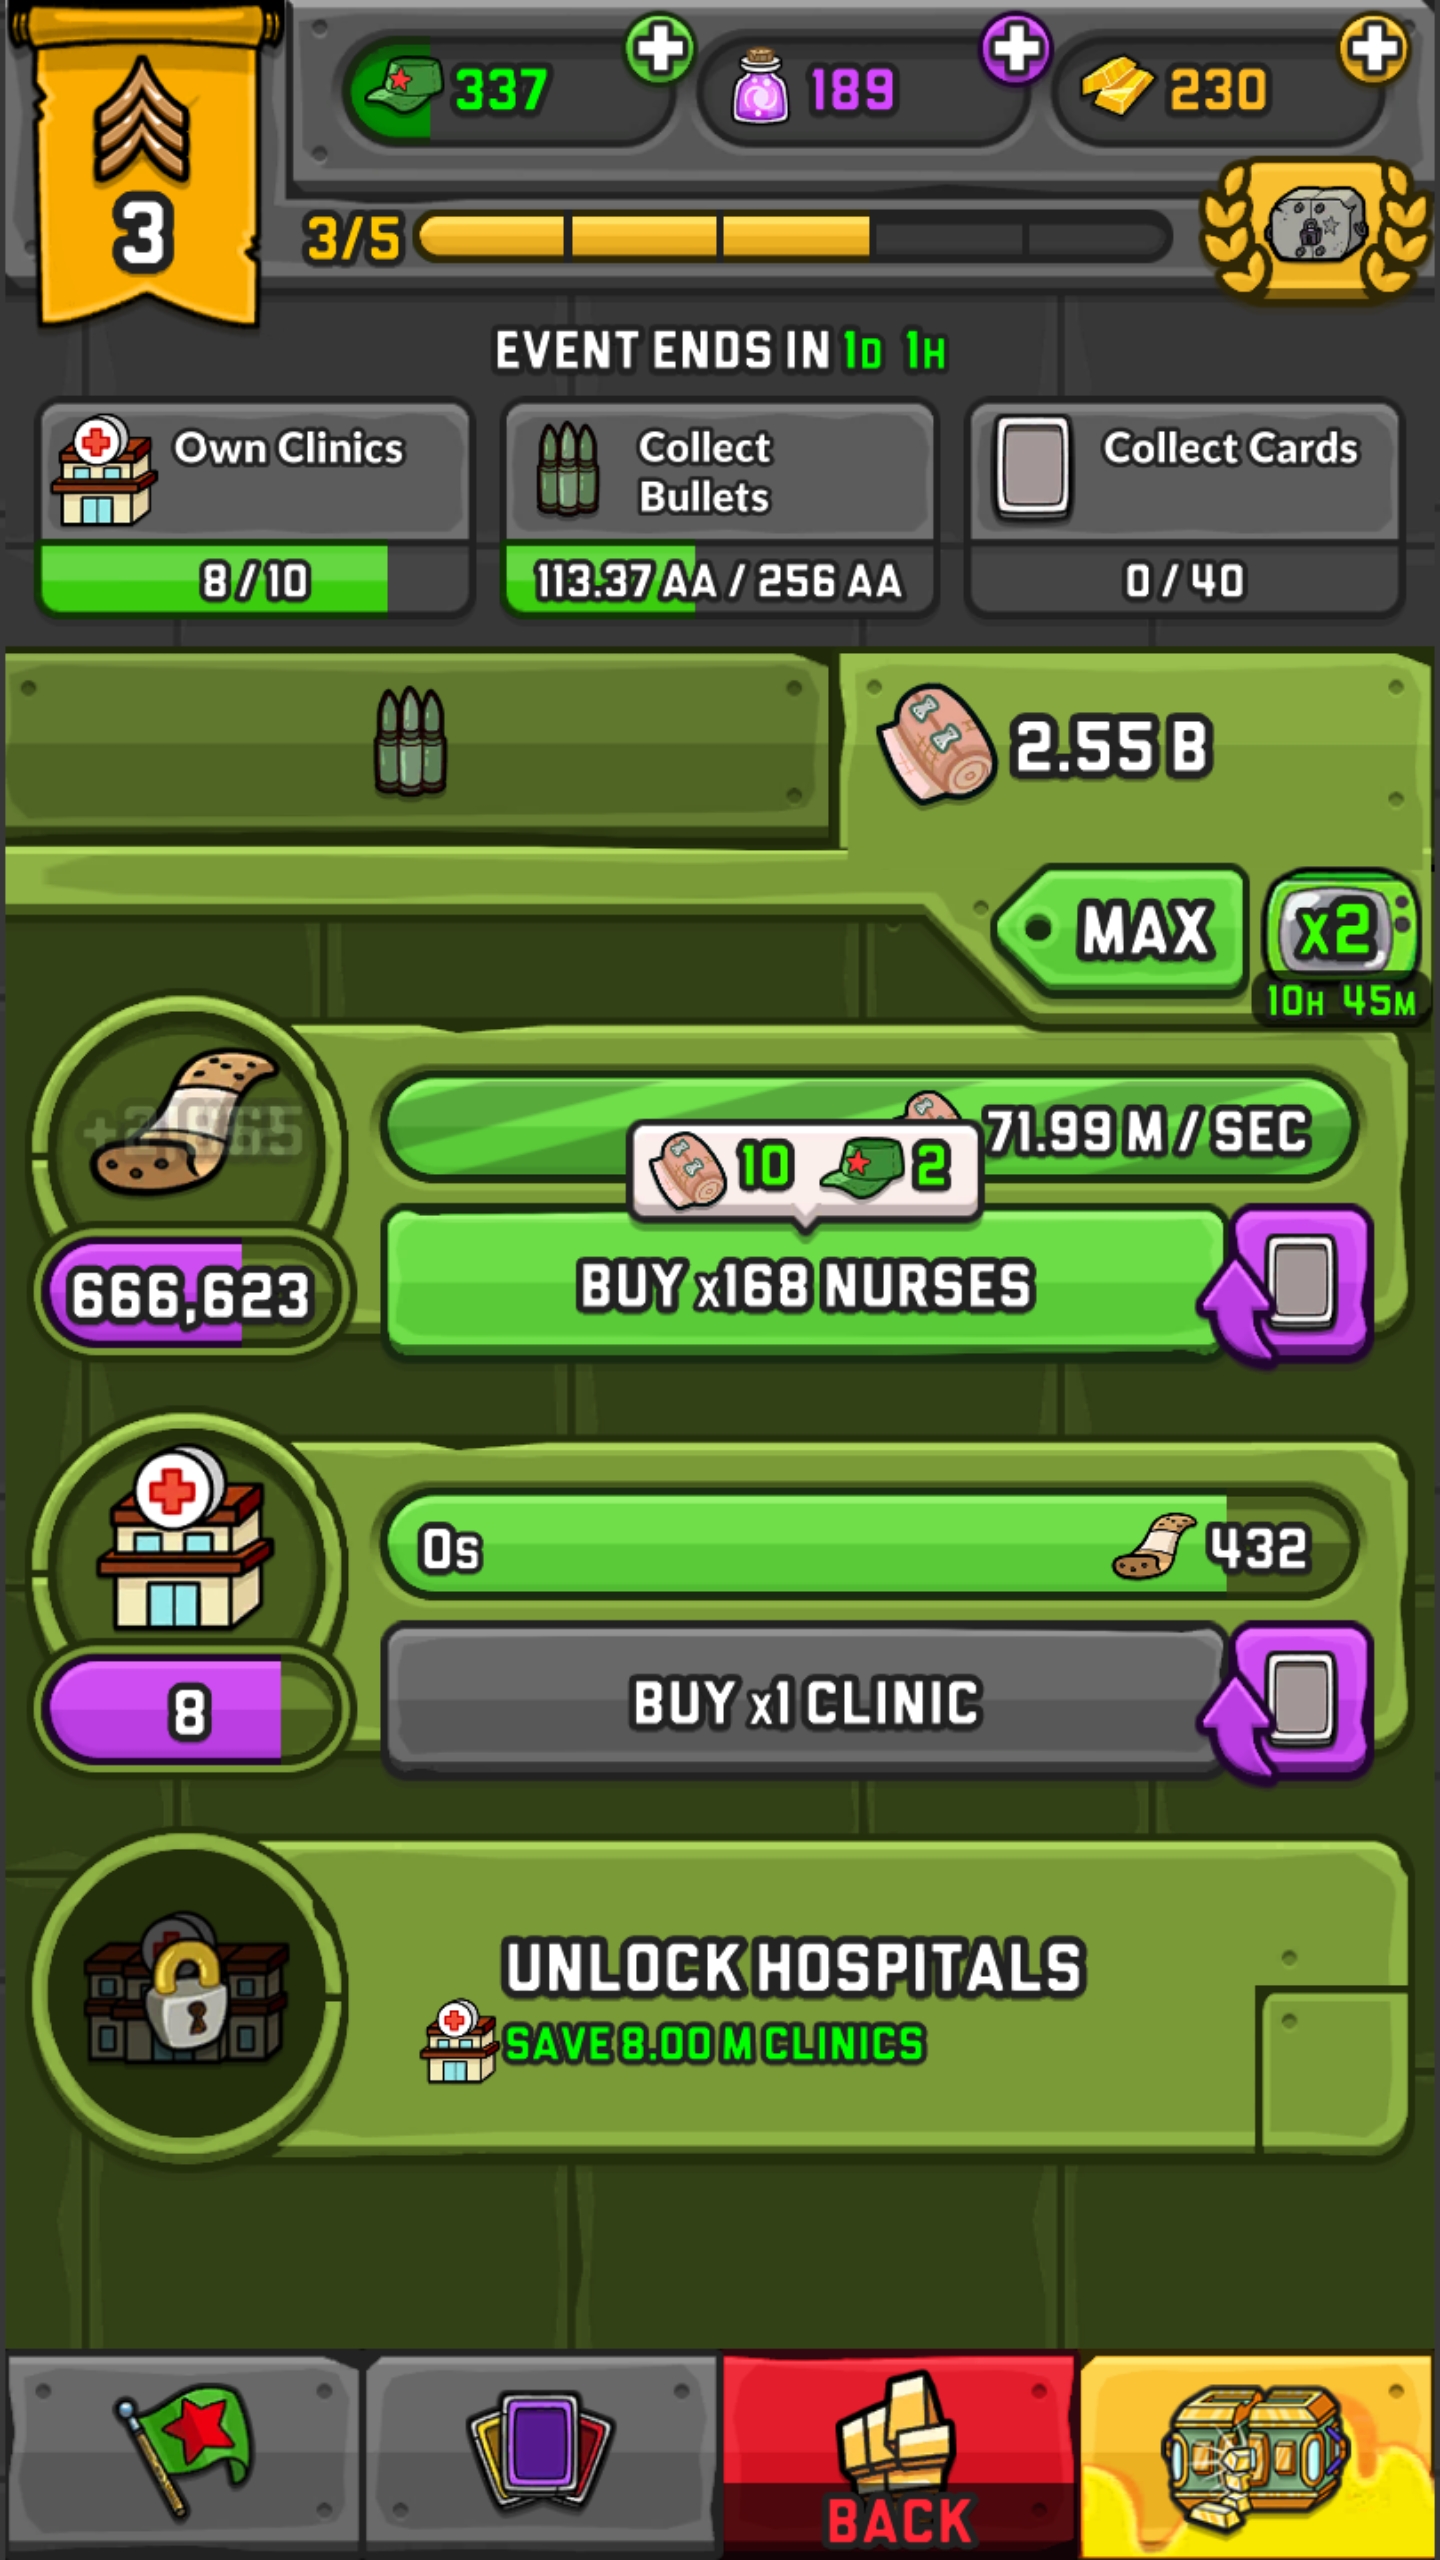 337
189
230
3
3/5
EVENT ENDS IN 1D 1H
Own Clinics
8 / 10
Collect
Bullets
113.37 AA / 256 AA
Collect Cards
0 / 40
2.55 B
MAX
x2
10H 45M
71.99 M / SEC
10
2
666,623
BUY x168 NURSES
0s
432
8
BUY x1 CLINIC
UNLOCK HOSPITALS
SAVE 8.00 M CLINICS
BACK